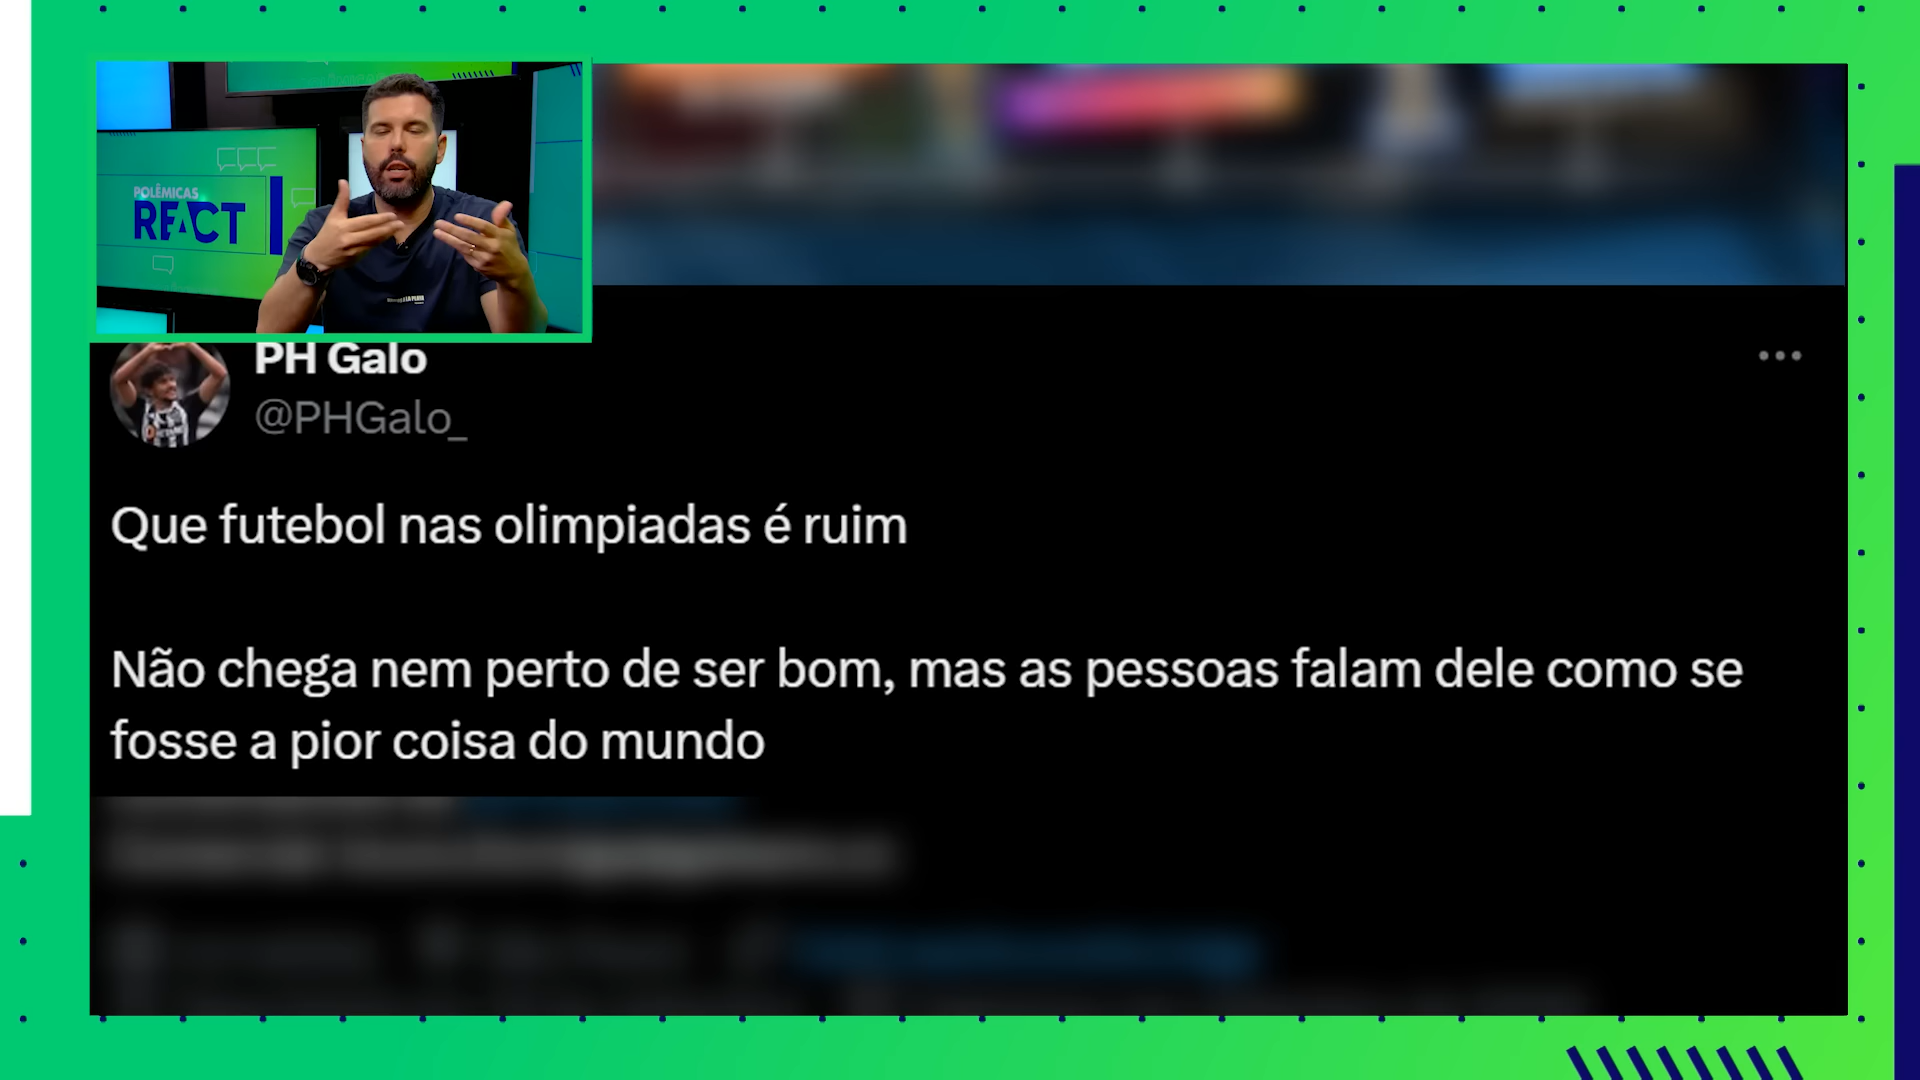 POLÊMICAS
REACT
PH Galo
@PHGalo_
Que futebol nas olimpiadas é ruim
Não chega nem perto de ser bom, mas as pessoas falam dele como se
fosse a pior coisa do mundo